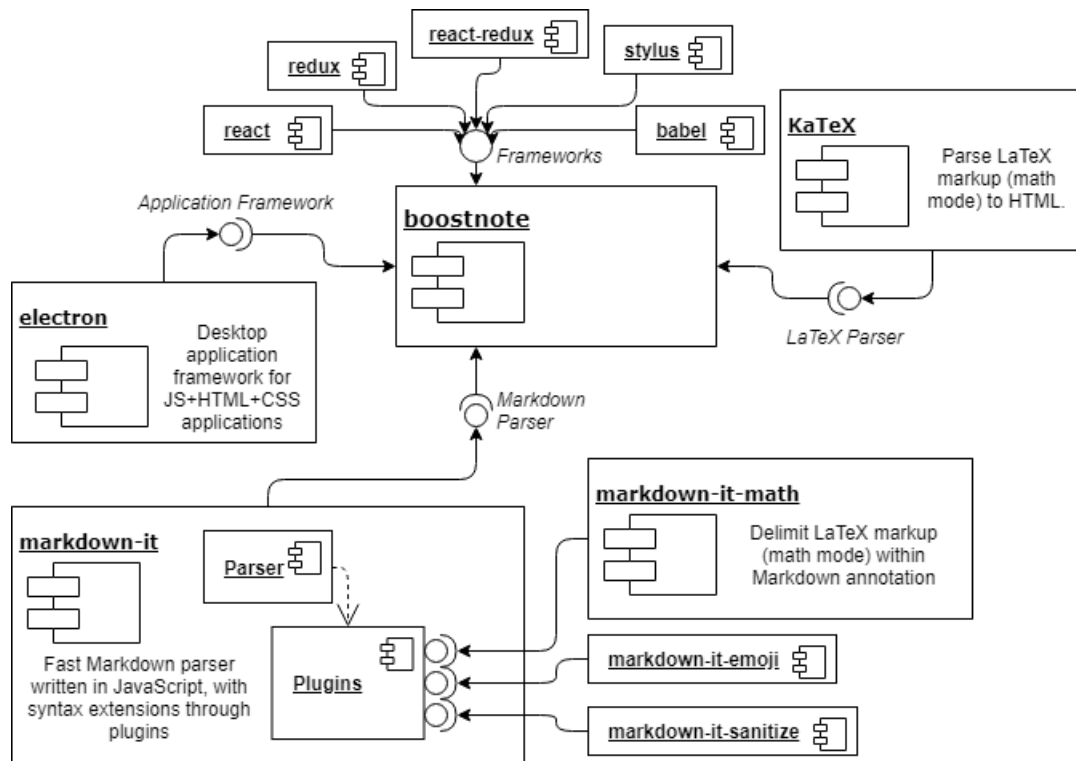 react-redux
redux
stylus
react
babel
Frameworks
KaTeX
Parse LaTeX
markup (math
mode) to HTML.
Application Framework
boostnote
electron
Desktop
application
framework for
JS+HTML+CSS
applications
LaTeX Parser
Markdown
Parser
markdown-it
Parser
Plugins
Fast Markdown parser
written in JavaScript, with
syntax extensions through
plugins
markdown-it-math
Delimit LaTeX markup
(math mode) within
Markdown annotation
markdown-it-emoji
markdown-it-sanitize